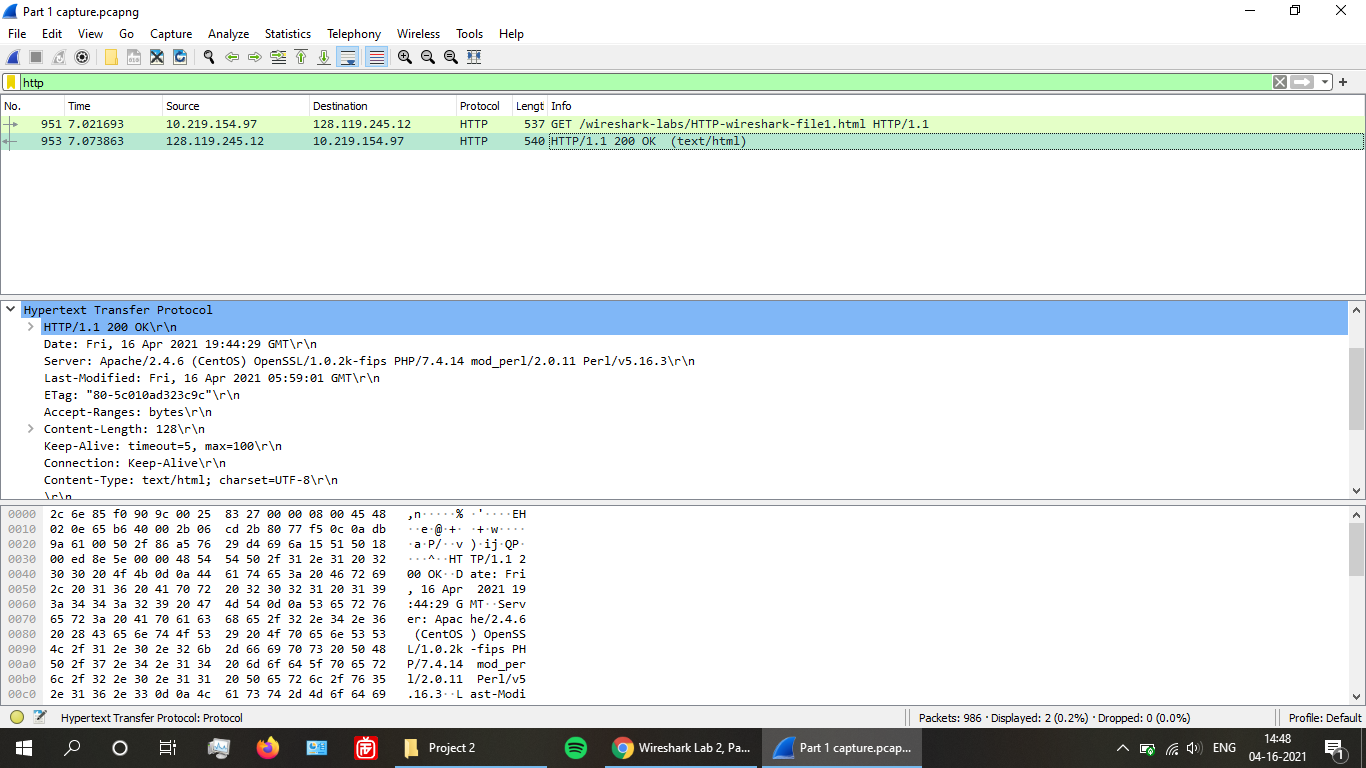 Part 1 capture.pcapng
File Edit View Go Capture Analyze Statistics Telephony Wireless Tools Help
http
No. Time Source Destination Protocol Lengt Info
951 7.021693 10.219.154.97 128.119.245.12 HTTP 537 GET /wireshark-labs/HTTP-wireshark-file1.html HTTP/1.1
953 7.073863 128.119.245.12 10.219.154.97 HTTP 540 HTTP/1.1 200 OK (text/html)
Hypertext Transfer Protocol
HTTP/1.1 200 OK\r\n
Date: Fri, 16 Apr 2021 19:44:29 GMT\r\n
Server: Apache/2.4.6 (CentOS) OpenSSL/1.0.2k-fips PHP/7.4.14 mod_perl/2.0.11 Perl/v5.16.3\r\n
Last-Modified: Fri, 16 Apr 2021 05:59:01 GMT\r\n
ETag: "80-5c010ad323c9c"\r\n
Accept-Ranges: bytes\r\n
Content-Length: 128\r\n
Keep-Alive: timeout=5, max=100\r\n
Connection: Keep-Alive\r\n
Content-Type: text/html; charset=UTF-8\r\n
\r\n
0000 2c 6e 85 f0 90 9c 00 25 83 27 00 00 08 00 45 48 ,n·····% ·'····EH
0010 02 0e 65 b6 40 00 2b 06 cd 2b 80 77 f5 0c 0a db ··e·@·+· ·+·w····
0020 9a 61 00 50 2f 86 a5 76 29 d4 69 6a 15 51 50 18 ·a·P/··v )·ij·QP·
0030 00 ed 8e 5e 00 00 48 54 54 50 2f 31 2e 31 20 32 ···^··HT TP/1.1 2
0040 30 30 20 4f 4b 0d 0a 44 61 74 65 3a 20 46 72 69 00 OK··D ate: Fri
0050 2c 20 31 36 20 41 70 72 20 32 30 32 31 20 31 39 , 16 Apr 2021 19
0060 3a 34 34 3a 32 39 20 47 4d 54 0d 0a 53 65 72 76 :44:29 G MT··Serv
0070 65 72 3a 20 41 70 61 63 68 65 2f 32 2e 34 2e 36 er: Apac he/2.4.6
0080 20 28 43 65 6e 74 4f 53 29 20 4f 70 65 6e 53 53 (CentOS ) OpenSS
0090 4c 2f 31 2e 30 2e 32 6b 2d 66 69 70 73 20 50 48 L/1.0.2k -fips PH
00a0 50 2f 37 2e 34 2e 31 34 20 6d 6f 64 5f 70 65 72 P/7.4.14 mod_per
00b0 6c 2f 32 2e 30 2e 31 31 20 50 65 72 6c 2f 76 35 l/2.0.11 Perl/v5
00c0 2e 31 36 2e 33 0d 0a 4c 61 73 74 2d 4d 6f 64 69 .16.3··L ast-Modi
Hypertext Transfer Protocol: Protocol Packets: 986 · Displayed: 2 (0.2%) · Dropped: 0 (0.0%) Profile: Default
Project 2 Wireshark Lab 2, Pa... Part 1 capture.pcap... ENG 14:48
04-16-2021 1